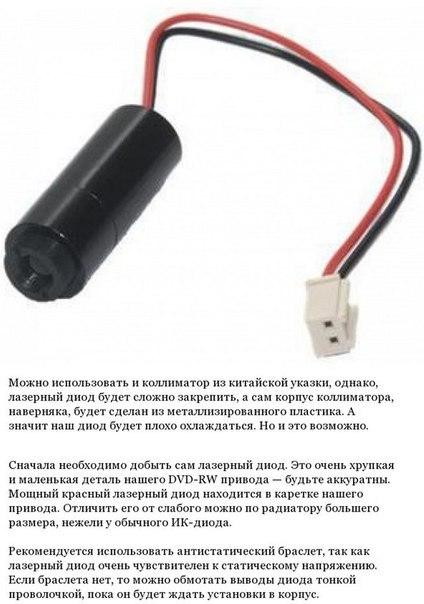 Можно использовать и коллиматор из китайской указки, однако,
лазерный диод будет сложно закрепить, а сам корпус коллиматора,
наверняка, будет сделан из металлизированного пластика. А
значит наш диод будет плохо охлаждаться. Но и это возможно.
Сначала необходимо добыть сам лазерный диод. Это очень хрупкая
и маленькая деталь нашего DVD-RW привода — будьте аккуратны.
Мощный красный лазерный диод находится в каретке нашего
привода. Отличить его от слабого можно по радиатору большего
размера, нежели у обычного ИК-диода.
Рекомендуется использовать антистатический браслет, так как
лазерный диод очень чувствителен к статическому напряжению.
Если браслета нет, то можно обмотать выводы диода тонкой
проволочкой, пока он будет ждать установки в корпус.